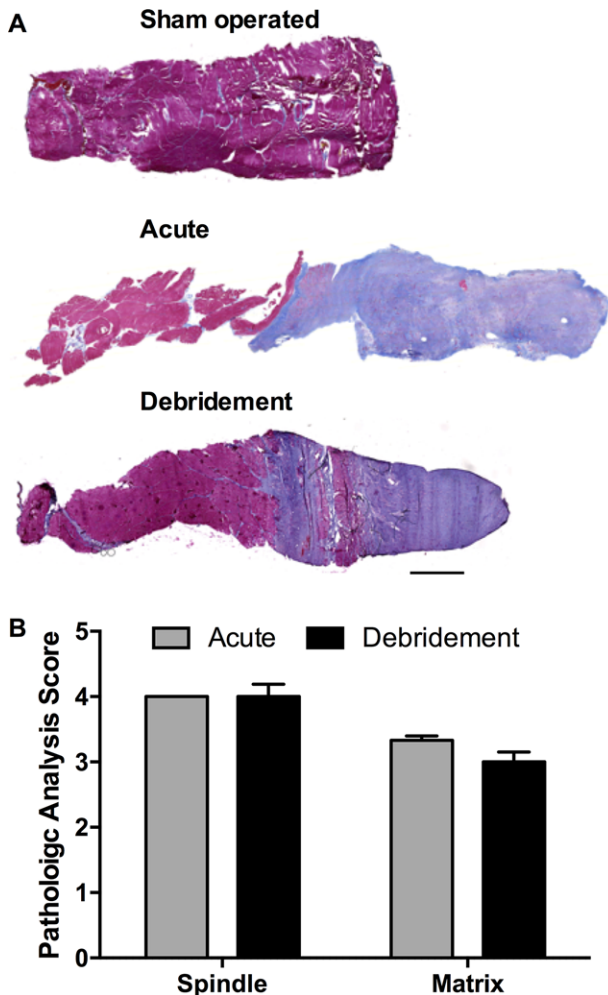 A
Sham operated
Acute
Debridement
B
Patholoigc Analysis Score
5
4
3
2
1
0
Acute
Debridement
Spindle
Matrix